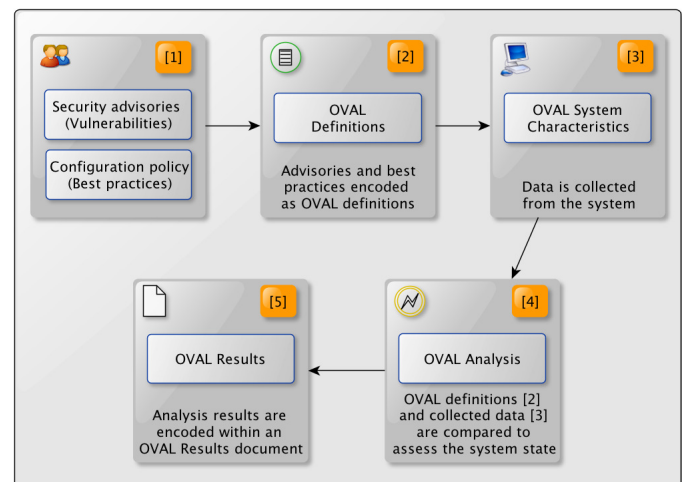 [1]
Security advisories
(Vulnerabilities)
Configuration policy
(Best practices)
[2]
OVAL
Definitions
Advisories and best
practices encoded
as OVAL definitions
[3]
OVAL System
Characteristics
Data is collected
from the system
[4]
OVAL Analysis
OVAL definitions [2]
and collected data [3]
are compared to
assess the system state
[5]
OVAL Results
Analysis results are
encoded within an
OVAL Results document